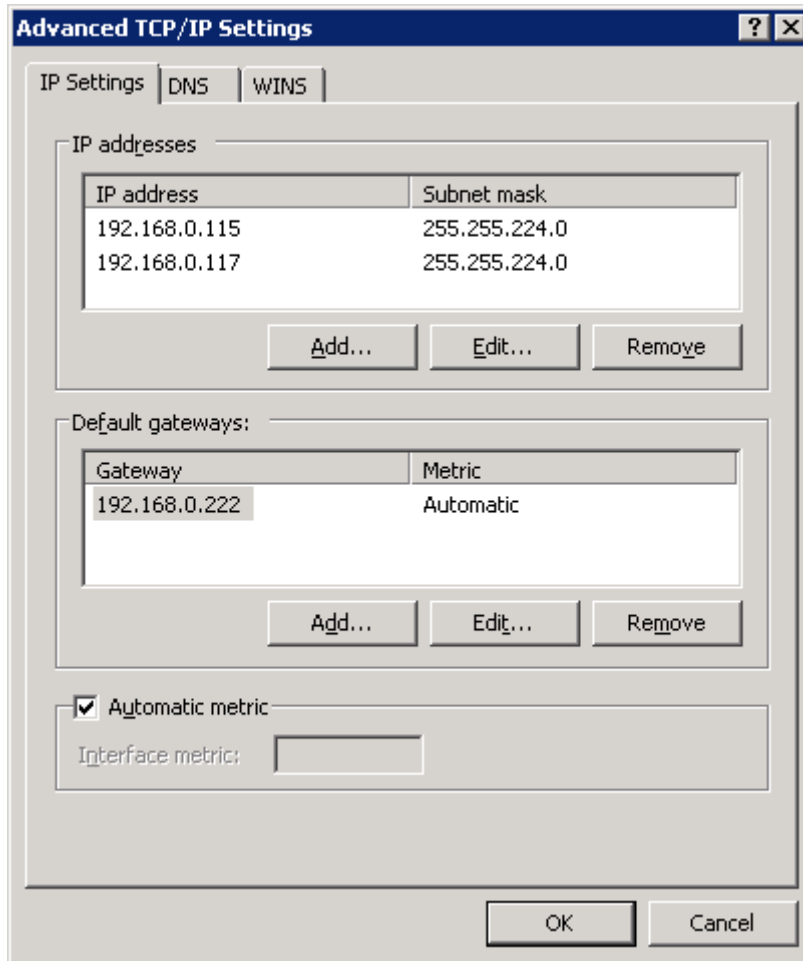 Advanced TCP/IP Settings
IP Settings DNS WINS
IP addresses
IP address Subnet mask
192.168.0.115 255.255.224.0
192.168.0.117 255.255.224.0
Add... Edit... Remove
Default gateways:
Gateway Metric
192.168.0.222 Automatic
Add... Edit... Remove
Automatic metric
Interface metric:
OK Cancel